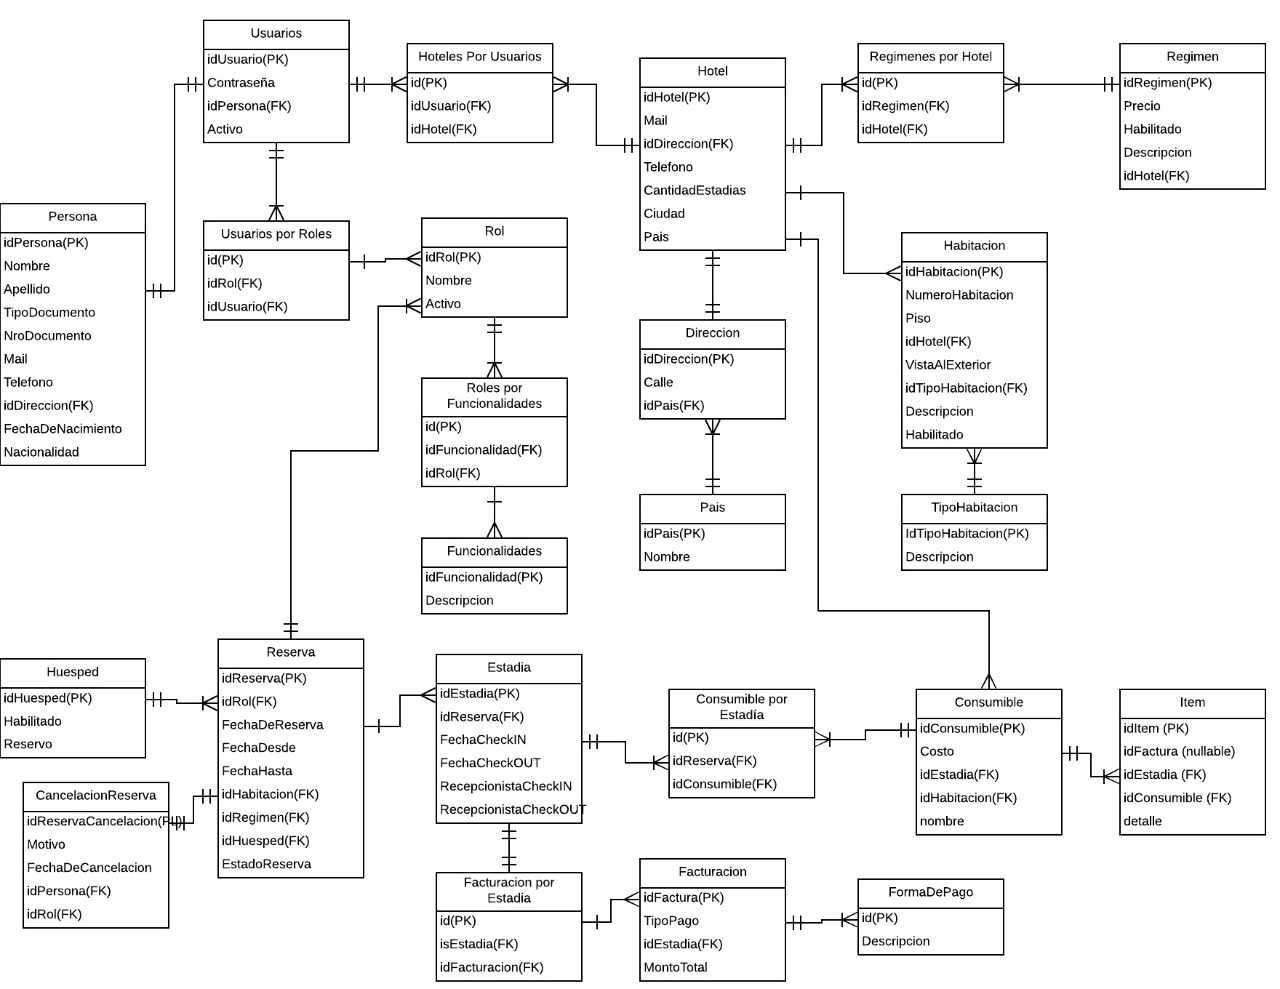 Usuarios
idUsuario(PK)
Contraseña
idPersona(FK)
Activo
Hoteles Por Usuarios
id(PK)
idUsuario(FK)
idHotel(FK)
Hotel
idHotel(PK)
Mail
idDireccion(FK)
Telefono
CantidadEstadias
Ciudad
Pais
Regimenes por Hotel
id(PK)
idRegimen(FK)
idHotel(FK)
Regimen
idRegimen(PK)
Precio
Habilitado
Descripcion
idHotel(FK)
Persona
idPersona(PK)
Nombre
Apellido
TipoDocumento
NroDocumento
Mail
Telefono
idDireccion(FK)
FechaDeNacimiento
Nacionalidad
Usuarios por Roles
id(PK)
idRol(FK)
idUsuario(FK)
Rol
idRol(PK)
Nombre
Activo
Habitacion
idHabitacion(PK)
NumeroHabitacion
Piso
idHotel(FK)
VistaAlExterior
idTipoHabitacion(FK)
Descripcion
Habilitado
Direccion
idDireccion(PK)
Calle
idPais(FK)
Roles por
Funcionalidades
id(PK)
idFuncionalidad(FK)
idRol(FK)
Pais
idPais(PK)
Nombre
TipoHabitacion
IdTipoHabitacion(PK)
Descripcion
Funcionalidades
idFuncionalidad(PK)
Descripcion
Huesped
idHuesped(PK)
Habilitado
Reservo
Reserva
idReserva(PK)
idRol(FK)
FechaDeReserva
FechaDesde
FechaHasta
idHabitacion(FK)
idRegimen(FK)
idHuesped(FK)
EstadoReserva
Estadia
idEstadia(PK)
idReserva(FK)
FechaCheckIN
FechaCheckOUT
RecepcionistaCheckIN
RecepcionistaCheckOUT
Consumible por
Estadía
id(PK)
idReserva(FK)
idConsumible(FK)
Consumible
idConsumible(PK)
Costo
idEstadia(FK)
idHabitacion(FK)
nombre
Item
idItem (PK)
idFactura (nullable)
idEstadia (FK)
idConsumible (FK)
detalle
CancelacionReserva
idReservaCancelacion(PK)
Motivo
FechaDeCancelacion
idPersona(FK)
idRol(FK)
Facturacion por
Estadia
id(PK)
isEstadia(FK)
idFacturacion(FK)
Facturacion
idFactura(PK)
TipoPago
idEstadia(FK)
MontoTotal
FormaDePago
id(PK)
Descripcion